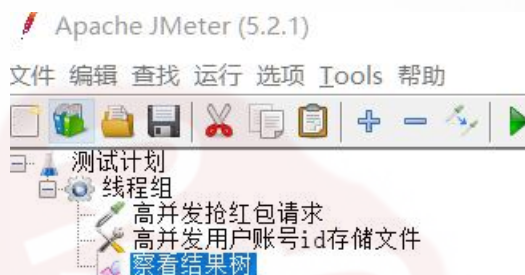 Apache JMeter (5.2.1)
文件 编辑 查找 运行 选项 Tools 帮助
测试计划
线程组
高并发抢红包请求
高并发用户账号id存储文件
察看结果树